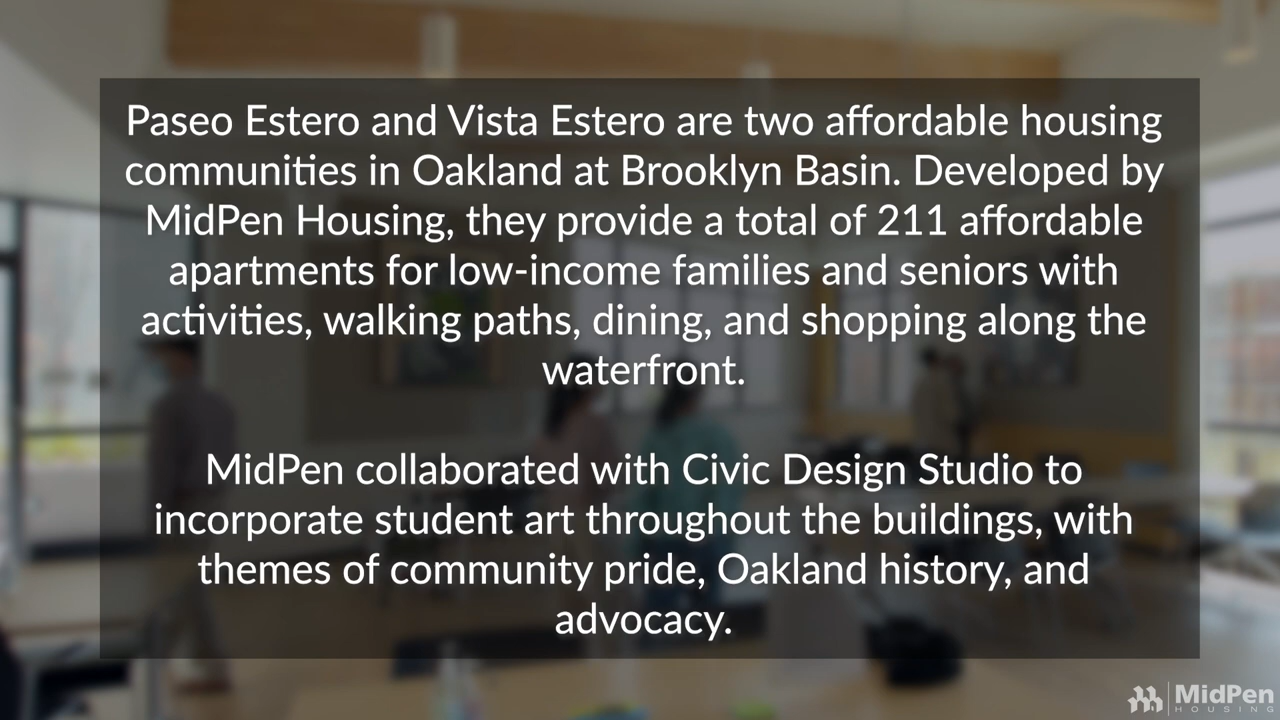 Paseo Estero and Vista Estero are two affordable housing
communities in Oakland at Brooklyn Basin. Developed by
MidPen Housing, they provide a total of 211 affordable
apartments for low-income families and seniors with
activities, walking paths, dining, and shopping along the
waterfront.
MidPen collaborated with Civic Design Studio to
incorporate student art throughout the buildings, with
themes of community pride, Oakland history, and
advocacy.
MidPen
HOUSING